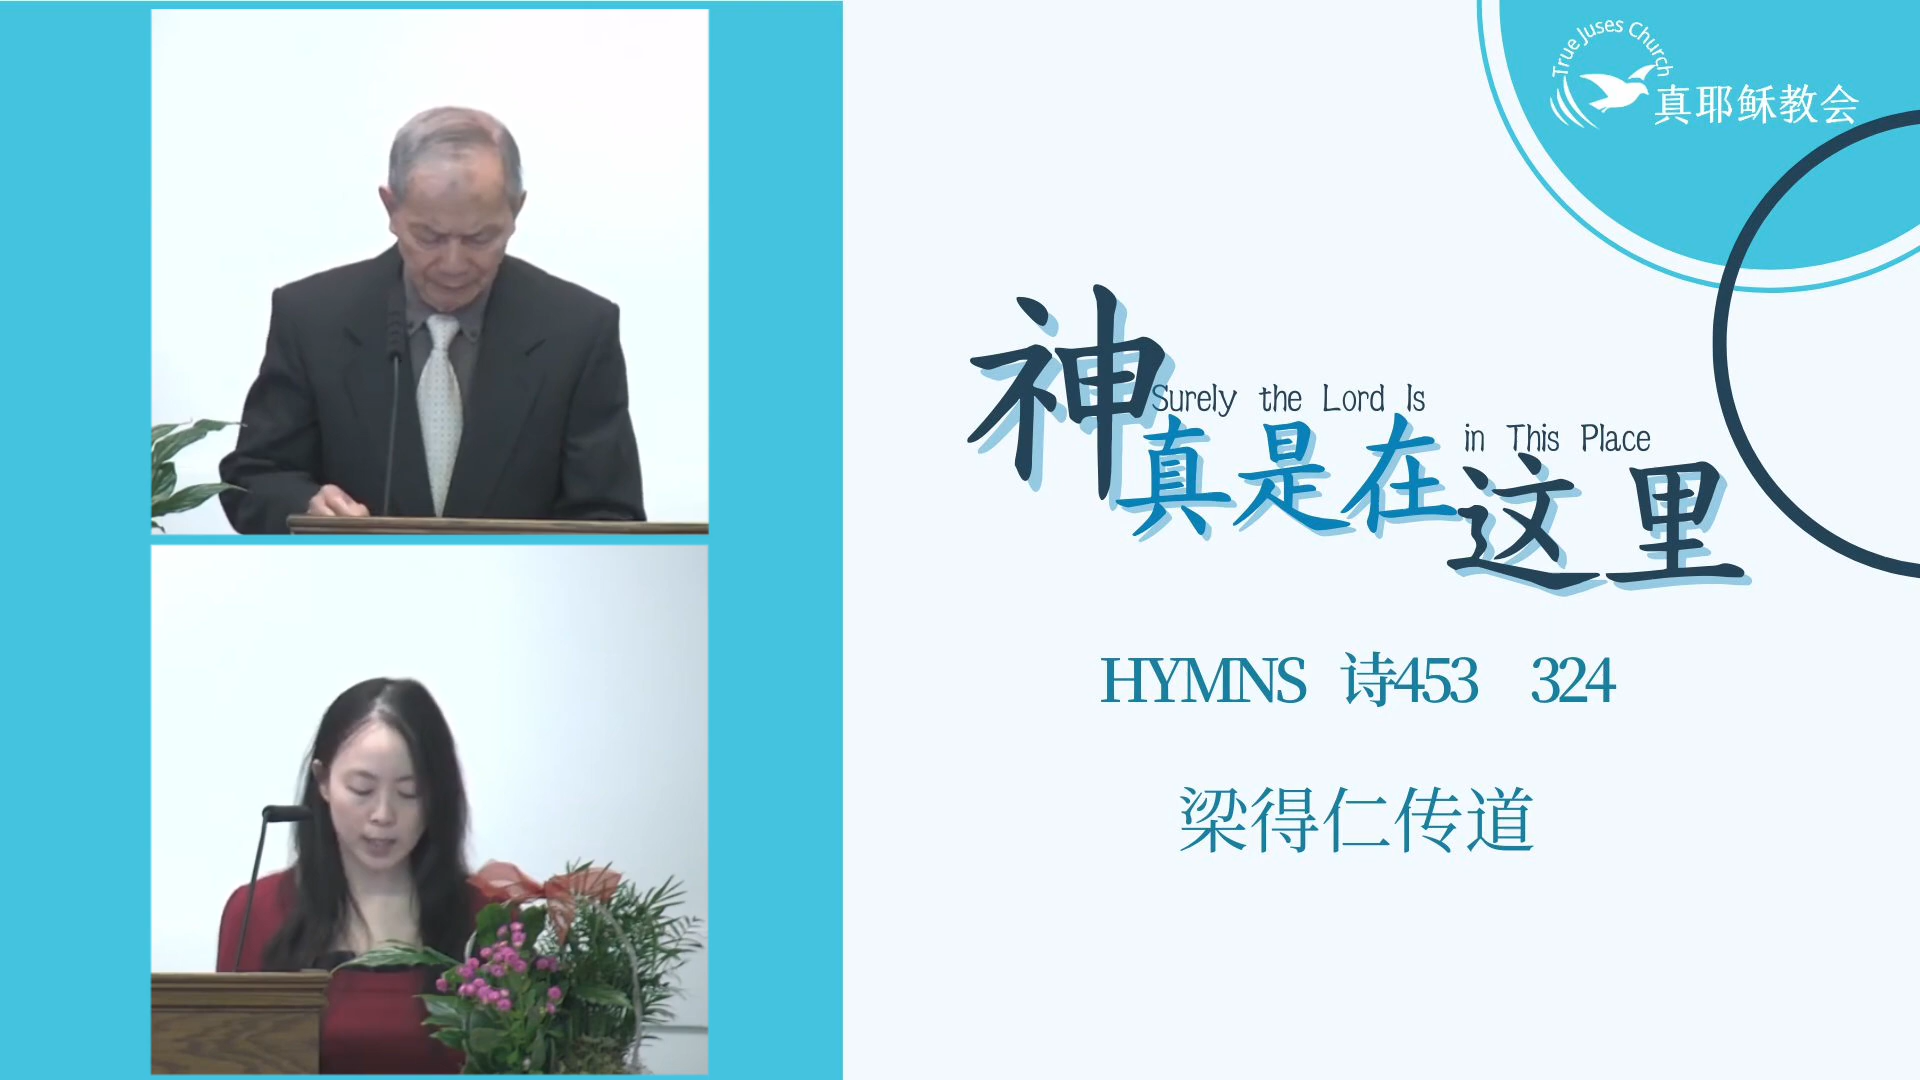 True Juses Church
真耶稣教会
神真是在这里
Surely the Lord Is
in This Place
HYMNS 诗453 324
梁得仁传道